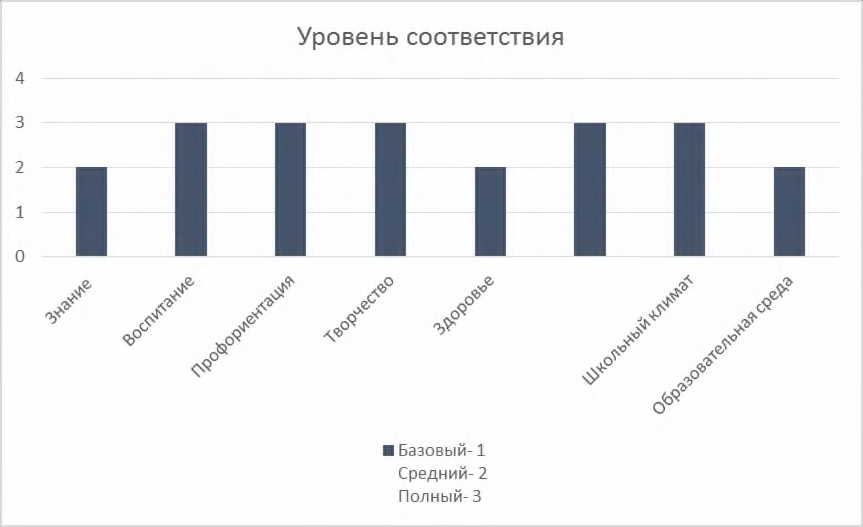 Уровень соответствия
4
3
2
1
0
Знание
Воспитание
Профориентация
Творчество
Здоровье
Школьный климат
Образовательная среда
Базовый- 1
Средний- 2
Полный- 3